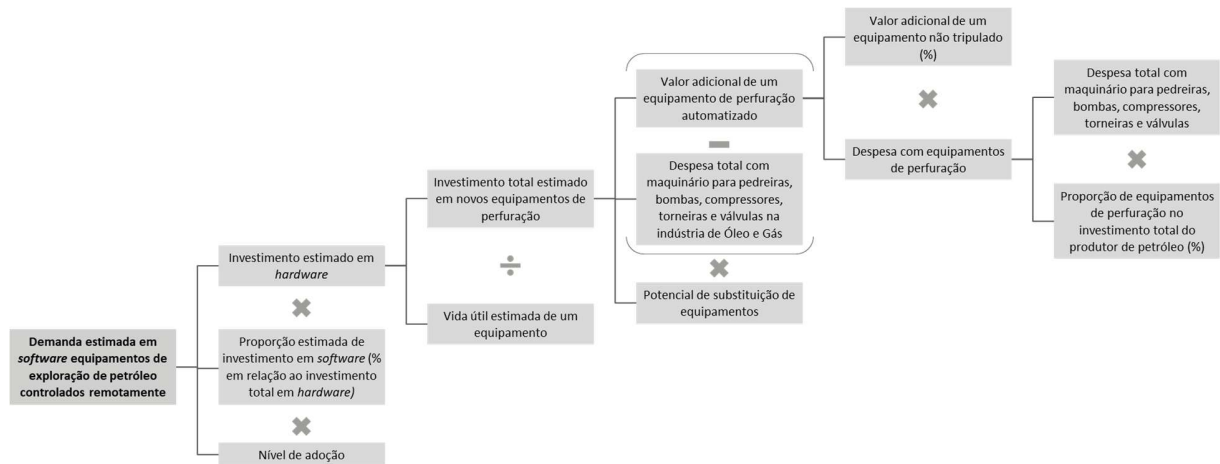 Demanda estimada em
software equipamentos de
exploração de petróleo
controlados remotamente
Investimento estimado em
hardware
Proporção estimada de
investimento em software (%
em relação ao investimento
total em hardware)
Nível de adoção
Investimento total estimado
em novos equipamentos de
perfuração
Vida útil estimada de um
equipamento
Valor adicional de um
equipamento de perfuração
automatizado
Despesa total com
maquinário para pedreiras,
bombas, compressores,
torneiras e válvulas na
indústria de Óleo e Gás
Potencial de substituição de
equipamentos
Valor adicional de um
equipamento não tripulado
(%)
Despesa com equipamentos
de perfuração
Despesa total com
maquinário para pedreiras,
bombas, compressores,
torneiras e válvulas
Proporção de equipamentos
de perfuração no
investimento total do
produtor de petróleo (%)